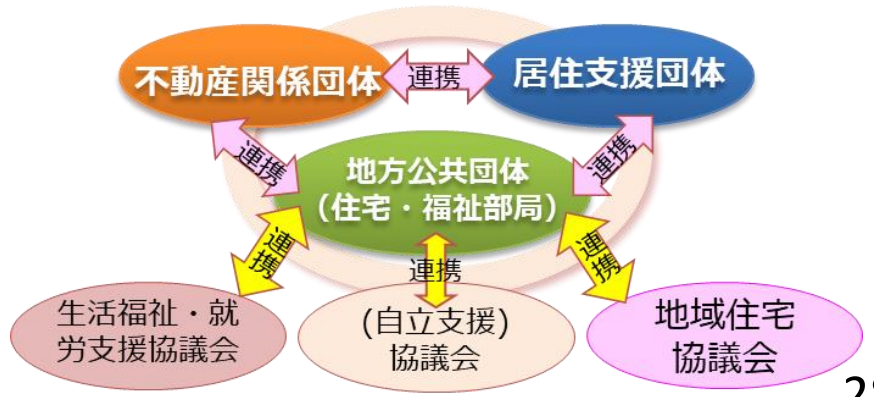 不動産関係団体
連携
居住支援団体
連携
地方公共団体
（住宅・福祉部局）
連携
連携
連携
連携
生活福祉・就
労支援協議会
(自立支援)
協議会
地域住宅
協議会